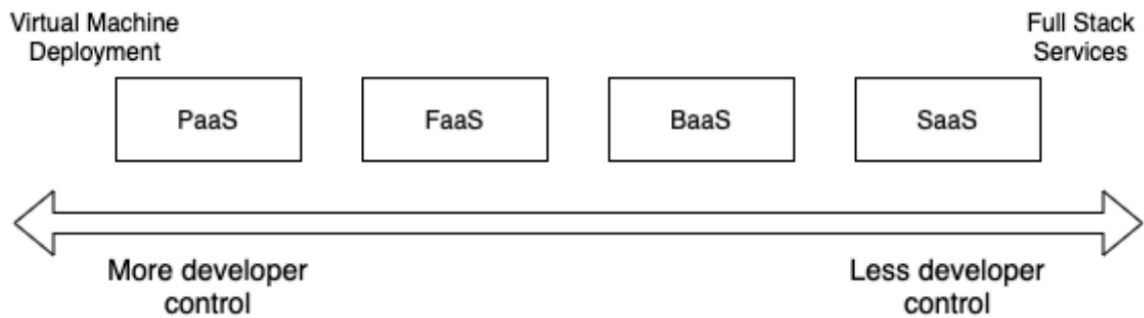 Virtual Machine
Deployment
Full Stack
Services
PaaS
FaaS
BaaS
SaaS
More developer
control
Less developer
control